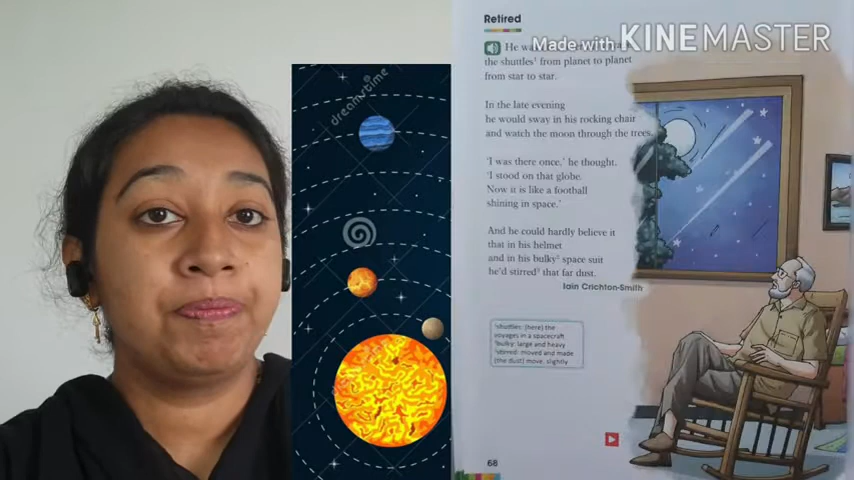 Retired
Made with KINEMASTER
He wa
the shuttles¹ from planet to planet
from star to star.
In the late evening
he would sway in his rocking chair
and watch the moon through the trees.
'I was there once,' he thought.
'I stood on that globe.
Now it is like a football
shining in space.'
And he could hardly believe it
that in his helmet
and in his bulky² space suit
he'd stirred³ that far dust.
Iain Crichton-Smith
¹shuttles: (here) the
voyages in a spacecraft
²bulky: large and heavy
³stirred: moved and made
(the dust) move, slightly
68
dreamstime